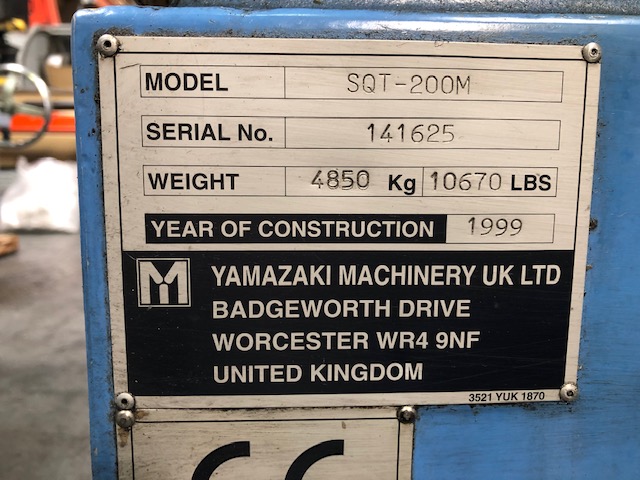 MODEL SQT-200M
SERIAL No. 141625
WEIGHT 4850 Kg 10670 LBS
YEAR OF CONSTRUCTION 1999
YAMAZAKI MACHINERY UK LTD
BADGEWORTH DRIVE
WORCESTER WR4 9NF
UNITED KINGDOM
3521 YUK 1870
CE